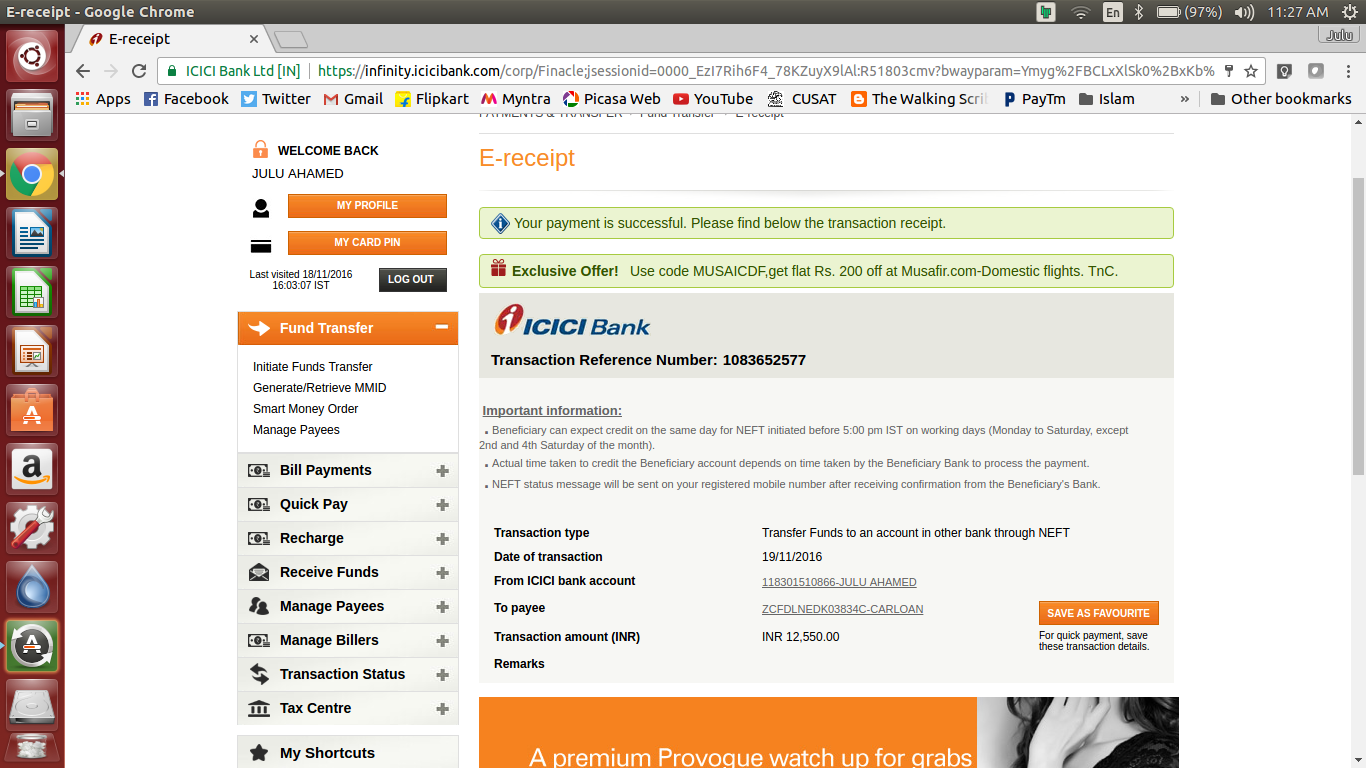 E-receipt - Google Chrome
En
(97%)
11:27 AM
E-receipt
Julu
ICICI Bank Ltd [IN]
https://infinity.icicibank.com/corp/Finacle;jsessionid=0000_EzI7Rih6F4_78KZuyX9lAl:R51803cmv?bwayparam=Ymyg%2FBCLxXlSk0%2BxKb%
Apps
Facebook
Twitter
Gmail
Flipkart
Myntra
Picasa Web
YouTube
CUSAT
The Walking Scri
PayTm
Islam
»
Other bookmarks
PAYMENTS & TRANSFER
Fund Transfer
E-receipt
WELCOME BACK
JULU AHAMED
MY PROFILE
MY CARD PIN
Last visited 18/11/2016
16:03:07 IST
LOG OUT
Fund Transfer
Initiate Funds Transfer
Generate/Retrieve MMID
Smart Money Order
Manage Payees
Bill Payments
Quick Pay
Recharge
Receive Funds
Manage Payees
Manage Billers
Transaction Status
Tax Centre
My Shortcuts
E-receipt
Your payment is successful. Please find below the transaction receipt.
Exclusive Offer! Use code MUSAICDF,get flat Rs. 200 off at Musafir.com-Domestic flights. TnC.
ICICI Bank
Transaction Reference Number: 1083652577
Important information:
. Beneficiary can expect credit on the same day for NEFT initiated before 5:00 pm IST on working days (Monday to Saturday, except
2nd and 4th Saturday of the month).
. Actual time taken to credit the Beneficiary account depends on time taken by the Beneficiary Bank to process the payment.
. NEFT status message will be sent on your registered mobile number after receiving confirmation from the Beneficiary's Bank.
Transaction type Transfer Funds to an account in other bank through NEFT
Date of transaction 19/11/2016
From ICICI bank account 118301510866-JULU AHAMED
To payee ZCFDLNEDK03834C-CARLOAN
SAVE AS FAVOURITE
For quick payment, save
these transaction details.
Transaction amount (INR) INR 12,550.00
Remarks
A premium Provogue watch up for grabs